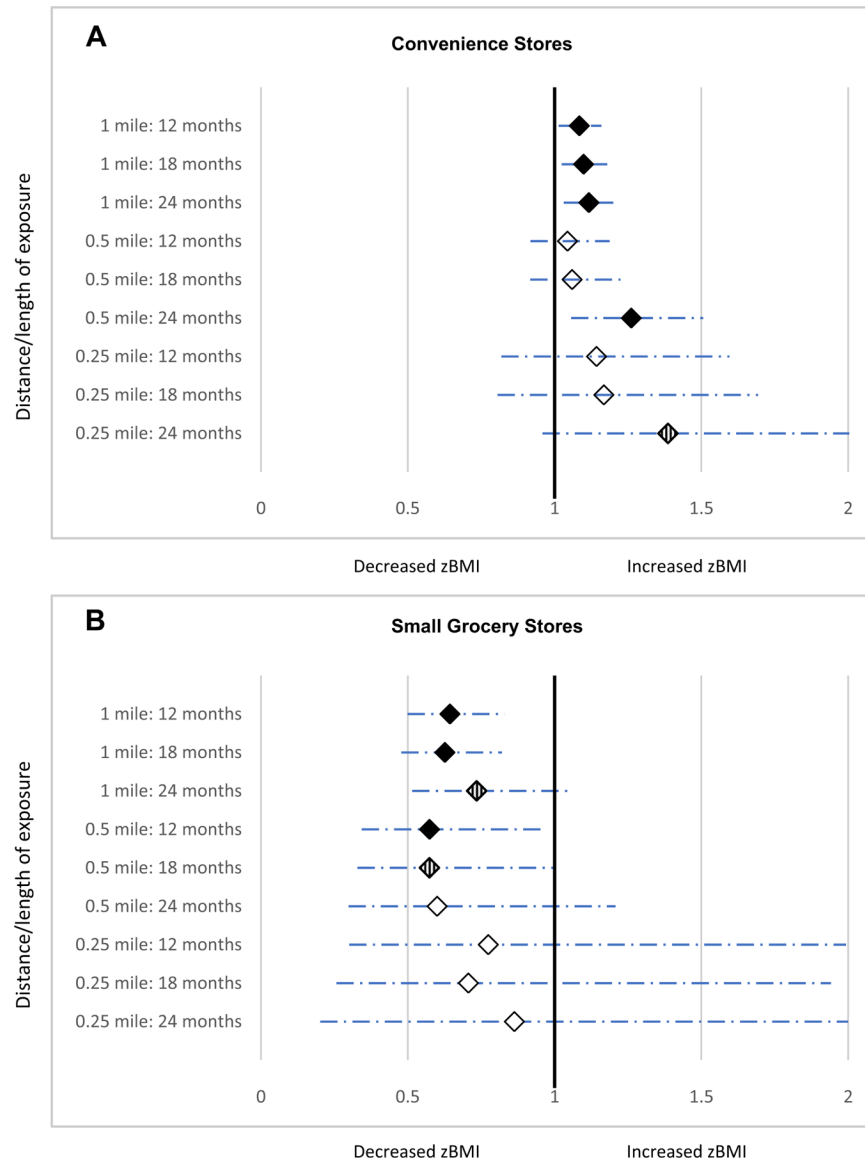 A
Convenience Stores
Distance/length of exposure
1 mile: 12 months
1 mile: 18 months
1 mile: 24 months
0.5 mile: 12 months
0.5 mile: 18 months
0.5 mile: 24 months
0.25 mile: 12 months
0.25 mile: 18 months
0.25 mile: 24 months
0 0.5 1 1.5 2
Decreased zBMI Increased zBMI
B
Small Grocery Stores
Distance/length of exposure
1 mile: 12 months
1 mile: 18 months
1 mile: 24 months
0.5 mile: 12 months
0.5 mile: 18 months
0.5 mile: 24 months
0.25 mile: 12 months
0.25 mile: 18 months
0.25 mile: 24 months
0 0.5 1 1.5 2
Decreased zBMI Increased zBMI